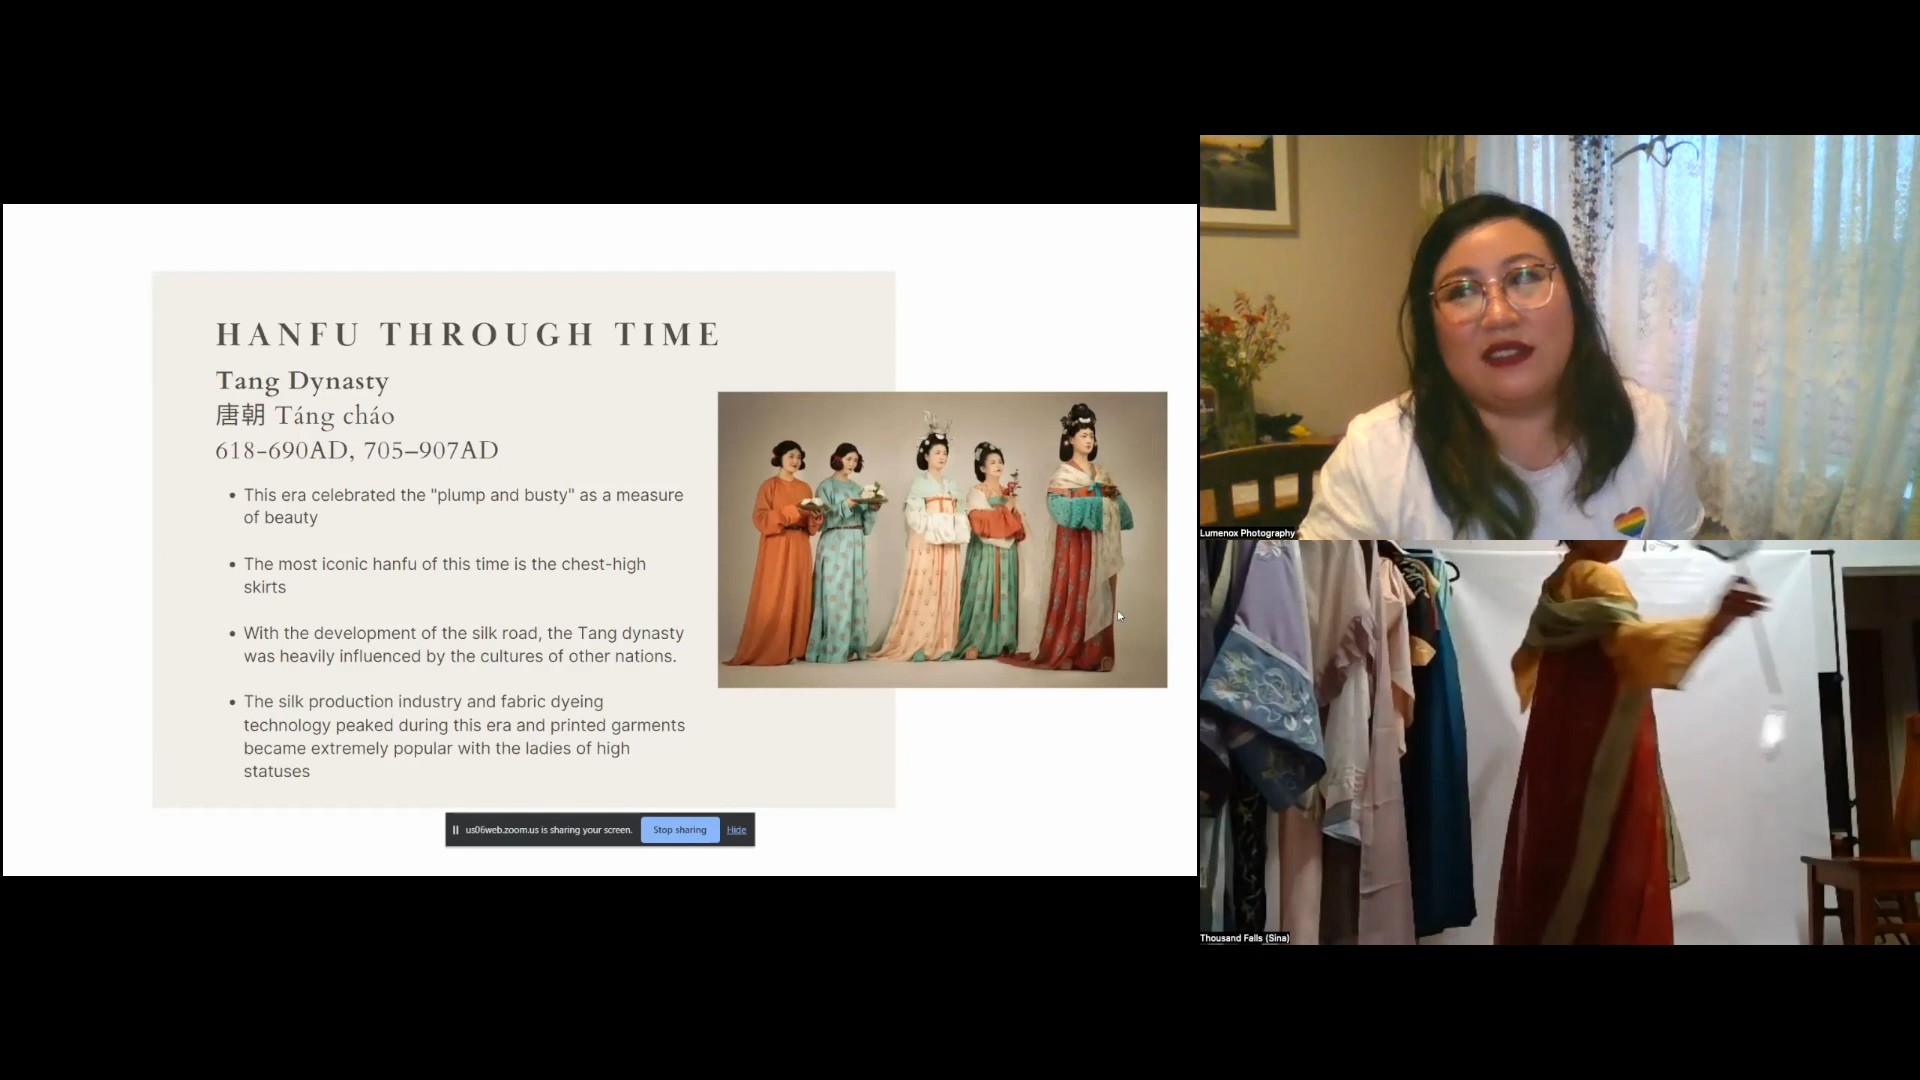 HANFU THROUGH TIME
Tang Dynasty
唐朝 Táng cháo
618-690AD, 705–907AD
• This era celebrated the "plump and busty" as a measure
of beauty
• The most iconic hanfu of this time is the chest-high
skirts
• With the development of the silk road, the Tang dynasty
was heavily influenced by the cultures of other nations.
• The silk production industry and fabric dyeing
technology peaked during this era and printed garments
became extremely popular with the ladies of high
statuses
us06web.zoom.us is sharing your screen. Stop sharing Hide
Lumenox Photography
Thousand Falls (Sina)